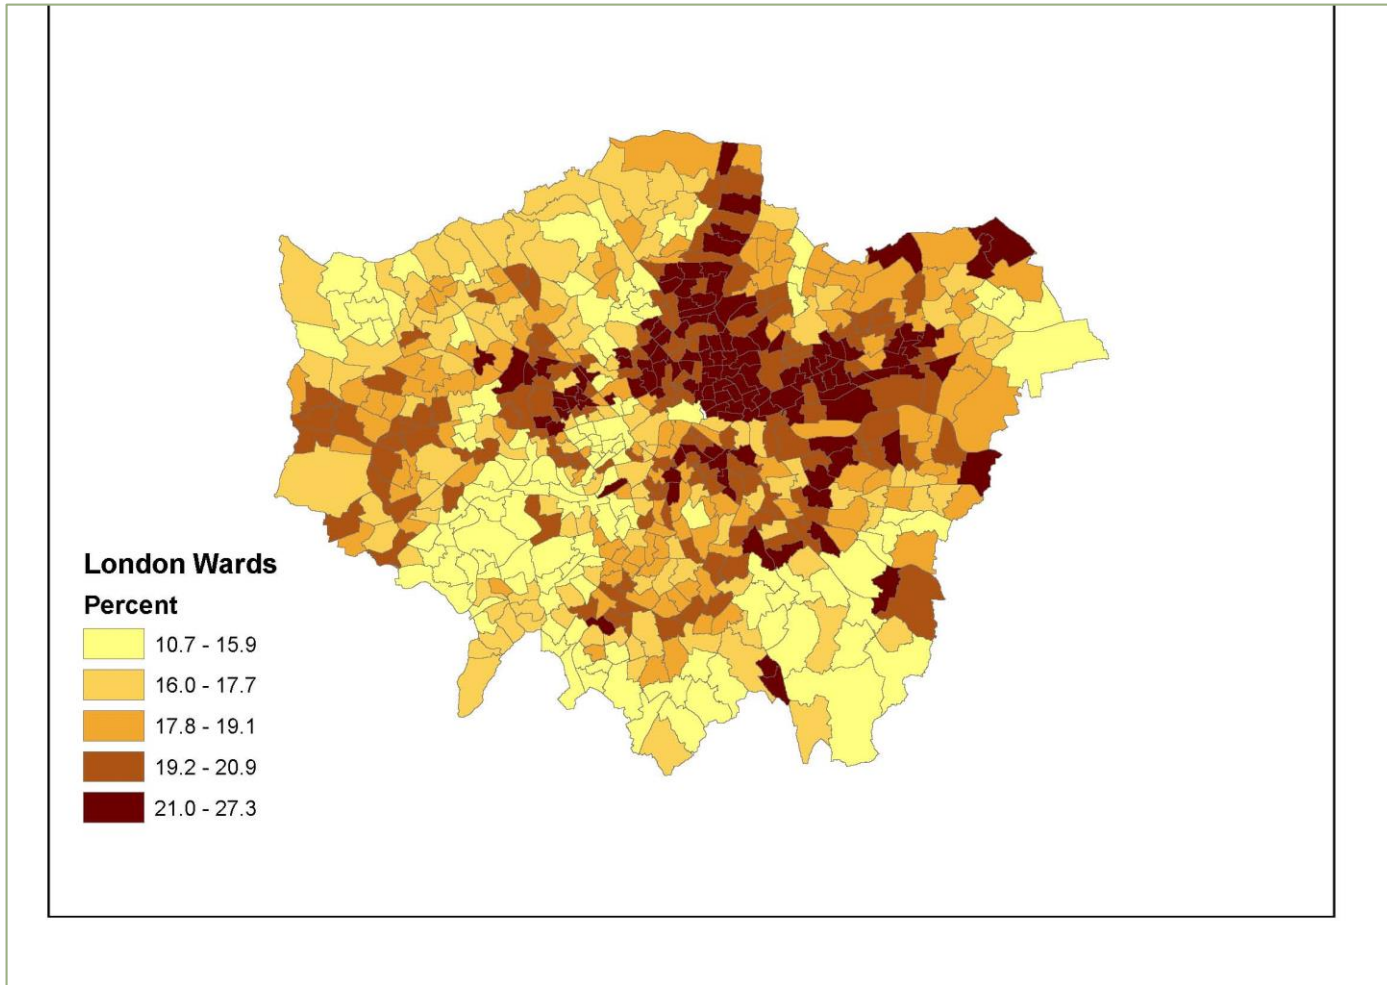 London Wards
Percent
10.7 - 15.9
16.0 - 17.7
17.8 - 19.1
19.2 - 20.9
21.0 - 27.3